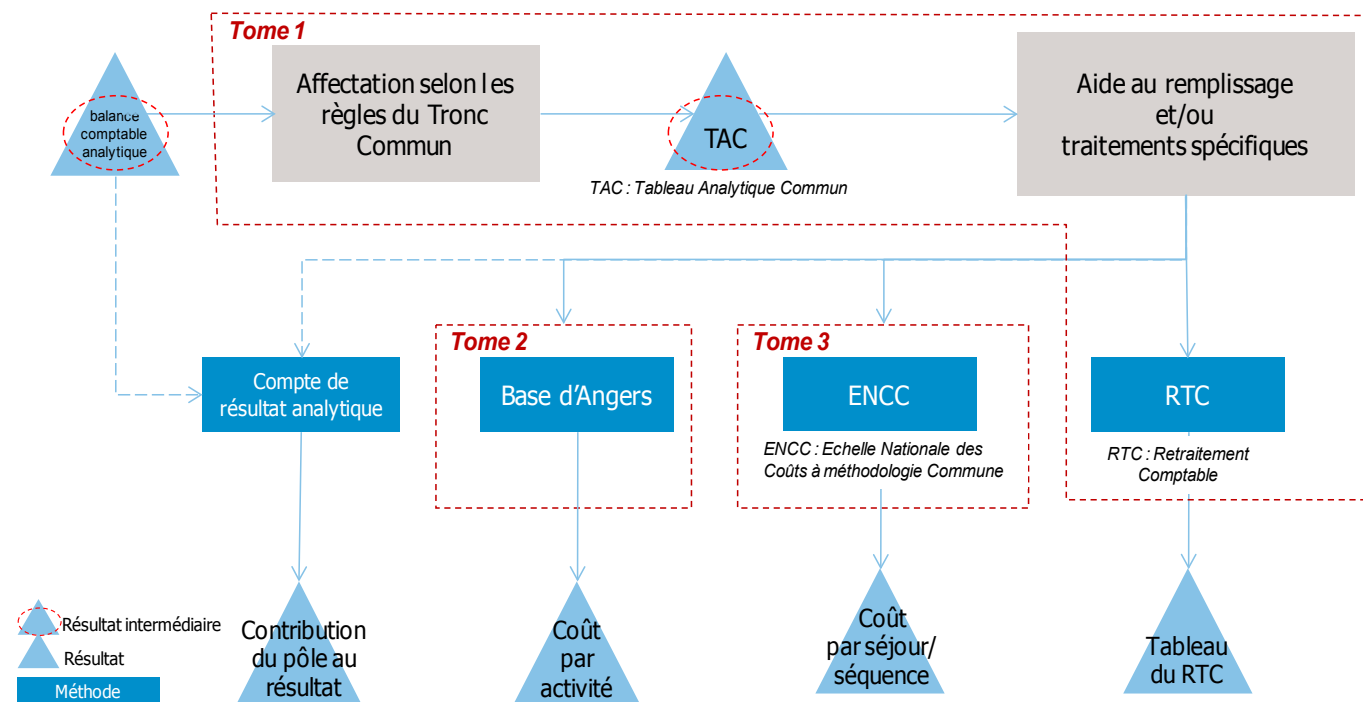 Tome 1
balance
comptable
analytique
Affectation selon les
règles du Tronc
Commun
TAC
TAC : Tableau Analytique Commun
Aide au remplissage
et/ou
traitements spécifiques
Compte de
résultat analytique
Tome 2
Base d'Angers
Tome 3
ENCC
ENCC : Echelle Nationale des
Coûts à méthodologie Commune
RTC
RTC : Retraitement
Comptable
Résultat intermédiaire
Résultat
Méthode
Contribution
du pôle au
résultat
Coût
par
activité
Coût
par séjour/
séquence
Tableau
du RTC